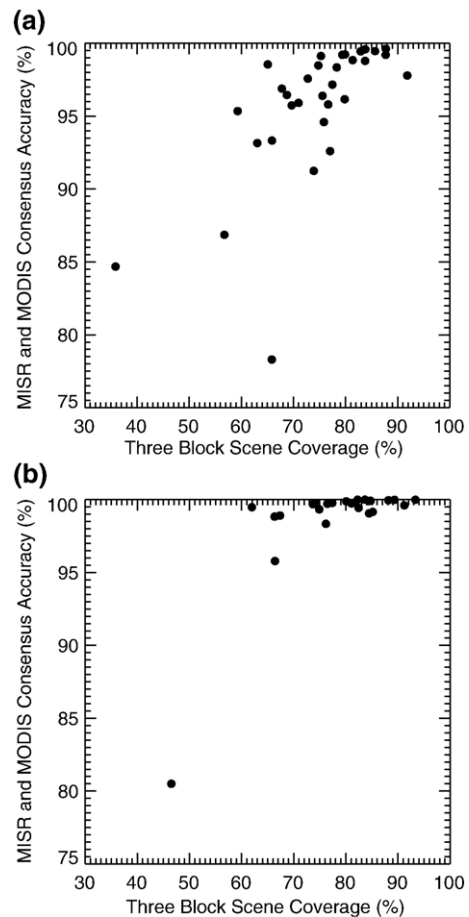 (a)
MISR and MODIS Consensus Accuracy (%)
100
95
90
85
80
75
30 40 50 60 70 80 90 100
Three Block Scene Coverage (%)
(b)
MISR and MODIS Consensus Accuracy (%)
100
95
90
85
80
75
30 40 50 60 70 80 90 100
Three Block Scene Coverage (%)